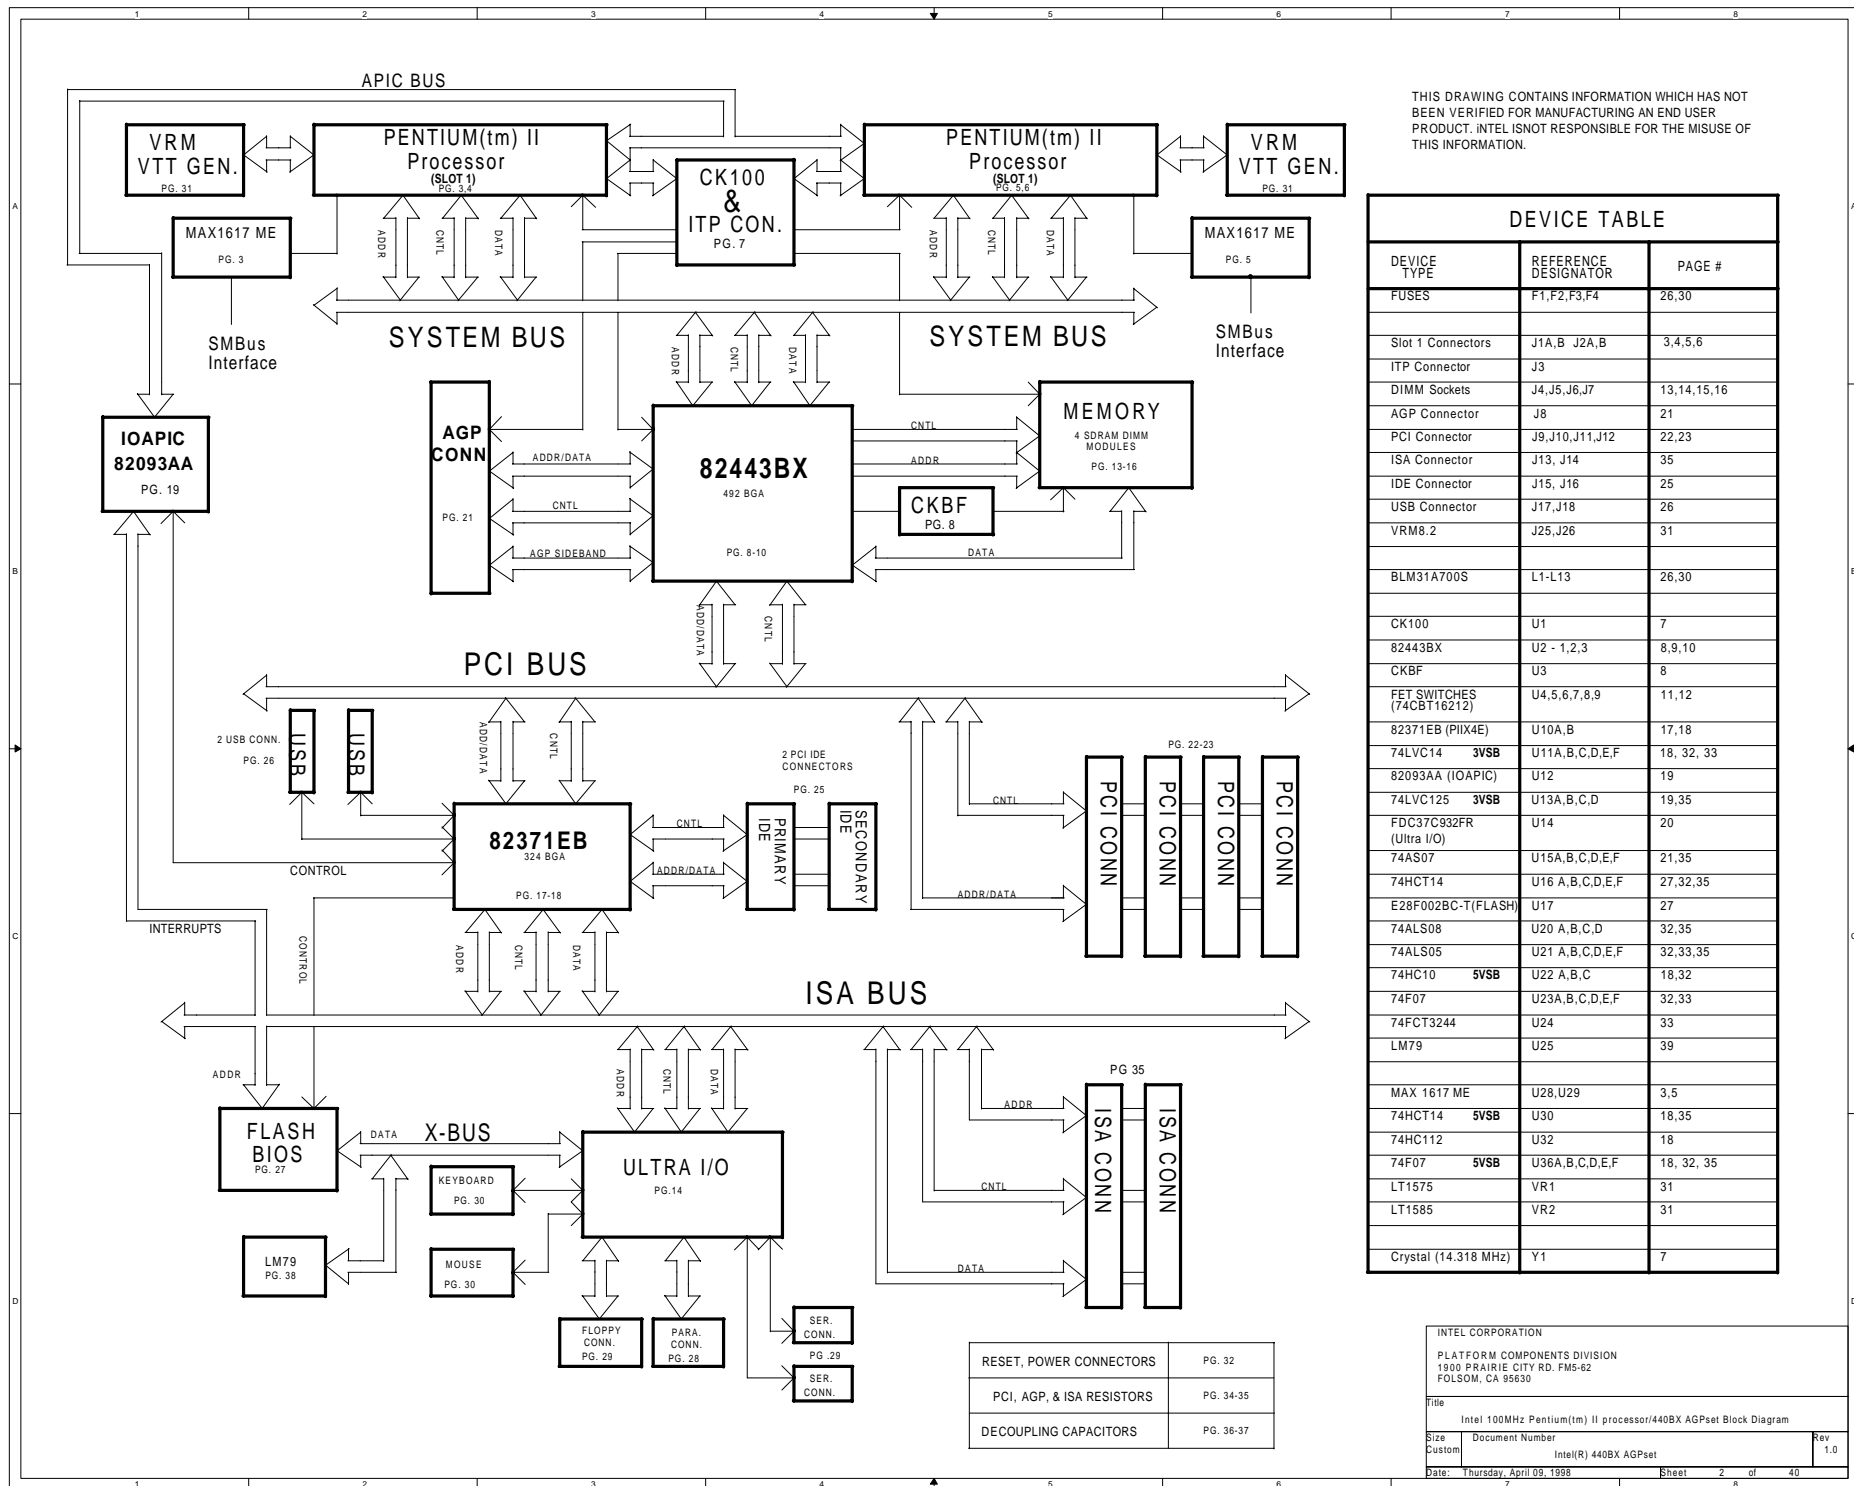 1 2 3 4 5 6 7 8
A
B
C
D
A
B
C
D
APIC BUS
VRM
VTT GEN.
PG. 31
PENTIUM(tm) II
Processor
(SLOT 1)
PG. 3,4
CK100
&
ITP CON.
PG. 7
PENTIUM(tm) II
Processor
(SLOT 1)
PG. 5,6
VRM
VTT GEN.
PG. 31
MAX1617 ME
PG. 3
MAX1617 ME
PG. 5
ADDR
CNTL
DATA
ADDR
CNTL
DATA
SMBus
Interface
SYSTEM BUS
SYSTEM BUS
SMBus
Interface
ADDR
CNTL
DATA
IOAPIC
82093AA
PG. 19
AGP
CONN
PG. 21
ADDR/DATA
CNTL
AGP SIDEBAND
82443BX
492 BGA
PG. 8-10
CNTL
ADDR
DATA
CKBF
PG. 8
MEMORY
4 SDRAM DIMM
MODULES
PG. 13-16
ADD/DATA
CNTL
PCI BUS
2 USB CONN.
PG. 26
USB
USB
ADD/DATA
CNTL
2 PCI IDE
CONNECTORS
PG. 25
82371EB
324 BGA
PG. 17-18
CNTL
ADDR/DATA
PRIMARY
IDE
SECONDARY
IDE
PG. 22-23
CNTL
ADDR/DATA
PCI CONN
PCI CONN
PCI CONN
PCI CONN
CONTROL
INTERRUPTS
CONTROL
ADDR
CNTL
DATA
ISA BUS
ADDR
FLASH
BIOS
PG. 27
DATA
X-BUS
ADDR
CNTL
DATA
ULTRA I/O
PG.14
KEYBOARD
PG. 30
MOUSE
PG. 30
LM79
PG. 38
FLOPPY
CONN.
PG. 29
PARA.
CONN.
PG. 28
SER.
CONN.
PG .29
SER.
CONN.
PG 35
ADDR
CNTL
DATA
ISA CONN
ISA CONN
RESET, POWER CONNECTORS PG. 32
PCI, AGP, & ISA RESISTORS PG. 34-35
DECOUPLING CAPACITORS PG. 36-37
THIS DRAWING CONTAINS INFORMATION WHICH HAS NOT
BEEN VERIFIED FOR MANUFACTURING AN END USER
PRODUCT. iNTEL ISNOT RESPONSIBLE FOR THE MISUSE OF
THIS INFORMATION.
DEVICE TABLE
DEVICE TYPE REFERENCE DESIGNATOR PAGE #
FUSES F1,F2,F3,F4 26,30
Slot 1 Connectors J1A,B J2A,B 3,4,5,6
ITP Connector J3
DIMM Sockets J4,J5,J6,J7 13,14,15,16
AGP Connector J8 21
PCI Connector J9,J10,J11,J12 22,23
ISA Connector J13, J14 35
IDE Connector J15, J16 25
USB Connector J17,J18 26
VRM8.2 J25,J26 31
BLM31A700S L1-L13 26,30
CK100 U1 7
82443BX U2 - 1,2,3 8,9,10
CKBF U3 8
FET SWITCHES U4,5,6,7,8,9 11,12
(74CBT16212)
82371EB (PIIX4E) U10A,B 17,18
74LVC14 3VSB U11A,B,C,D,E,F 18, 32, 33
82093AA (IOAPIC) U12 19
74LVC125 3VSB U13A,B,C,D 19,35
FDC37C932FR U14 20
(Ultra I/O)
74AS07 U15A,B,C,D,E,F 21,35
74HCT14 U16 A,B,C,D,E,F 27,32,35
E28F002BC-T(FLASH) U17 27
74ALS08 U20 A,B,C,D 32,35
74ALS05 U21 A,B,C,D,E,F 32,33,35
74HC10 5VSB U22 A,B,C 18,32
74F07 U23A,B,C,D,E,F 32,33
74FCT3244 U24 33
LM79 U25 39
MAX 1617 ME U28,U29 3,5
74HCT14 5VSB U30 18,35
74HC112 U32 18
74F07 5VSB U36A,B,C,D,E,F 18, 32, 35
LT1575 VR1 31
LT1585 VR2 31
Crystal (14.318 MHz) Y1 7
INTEL CORPORATION
PLATFORM COMPONENTS DIVISION
1900 PRAIRIE CITY RD. FM5-62
FOLSOM, CA 95630
Title
Intel 100MHz Pentium(tm) II processor/440BX AGPset Block Diagram
Size Document Number Rev
Custom Intel(R) 440BX AGPset 1.0
Date: Thursday, April 09, 1998 Sheet 2 of 40
1 2 3 4 5 6 7 8